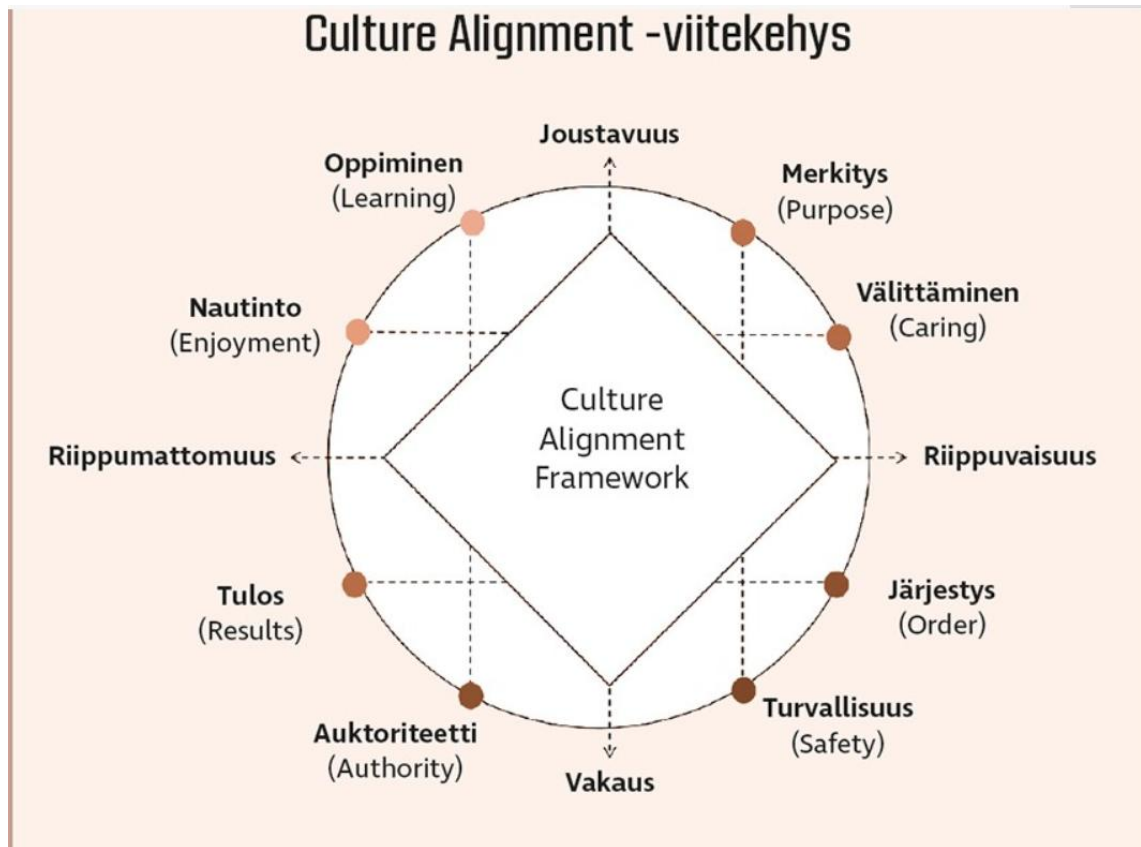 Culture Alignment -viitekehys
Joustavuus
Oppiminen
(Learning)
Merkitys
(Purpose)
Nautinto
(Enjoyment)
Välittäminen
(Caring)
Culture
Alignment
Framework
Riippumattomuus
Riippuvaisuus
Tulos
(Results)
Järjestys
(Order)
Auktoriteetti
(Authority)
Turvallisuus
(Safety)
Vakaus